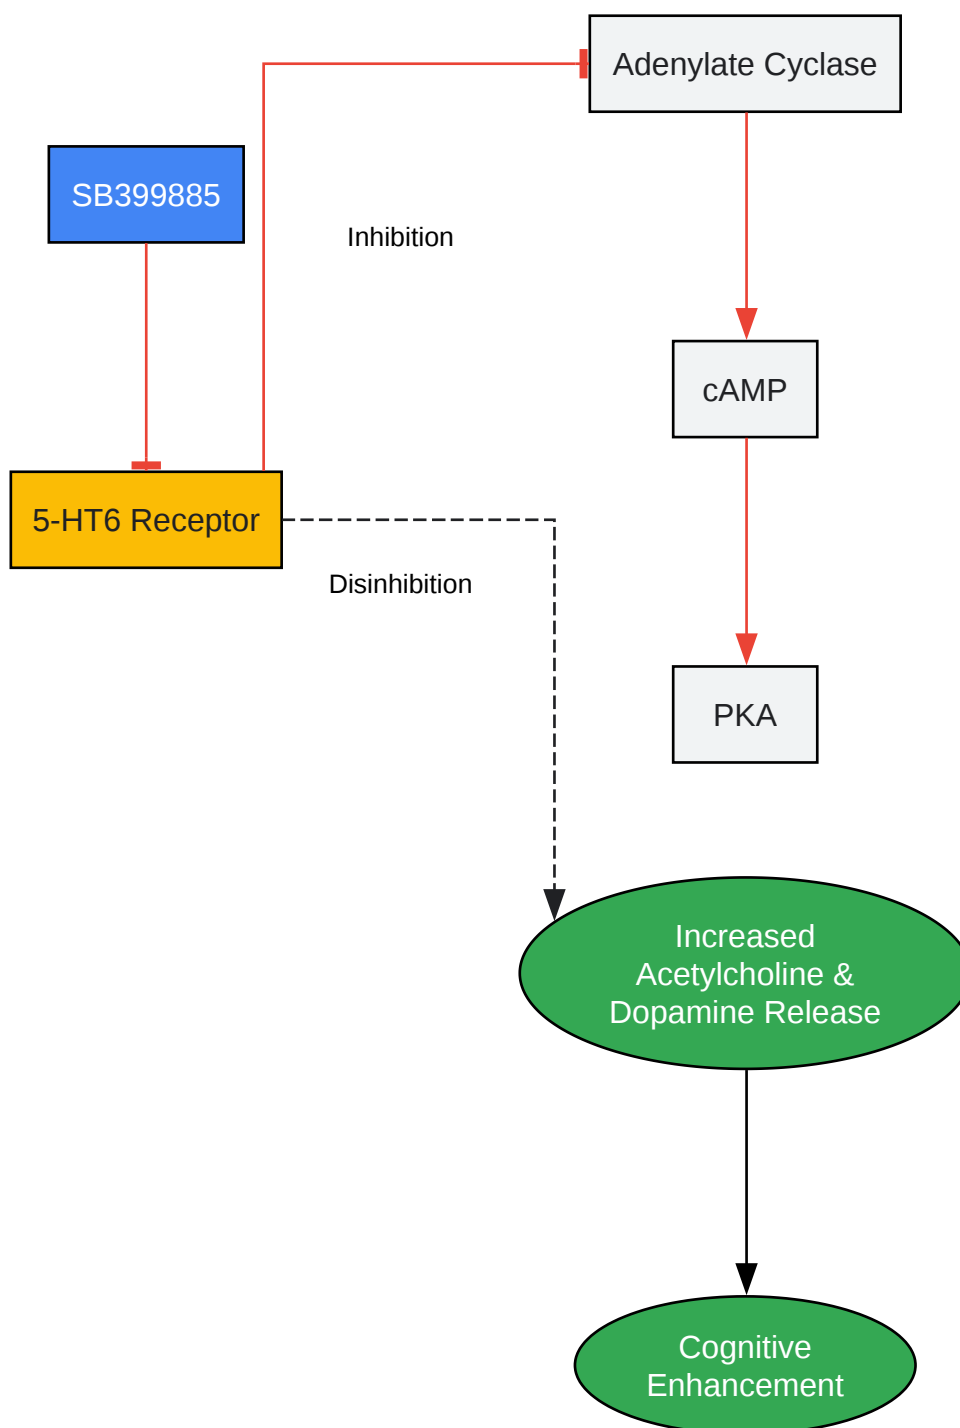 Adenylate Cyclase
SB399885
Inhibition
cAMP
5-HT6 Receptor
Disinhibition
PKA
Increased
Acetylcholine &
Dopamine Release
Cognitive
Enhancement